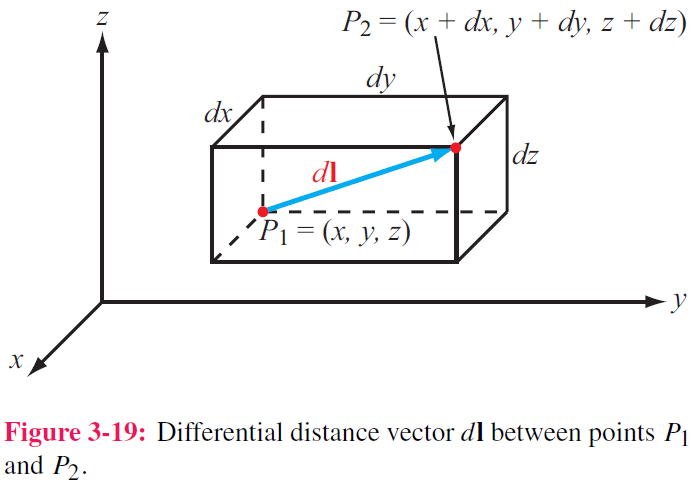 z
P₂ = (x + dx, y + dy, z + dz)
dy
dx
dz
dl
P₁ = (x, y, z)
y
x
Figure 3-19: Differential distance vector dl between points P₁
and P₂.